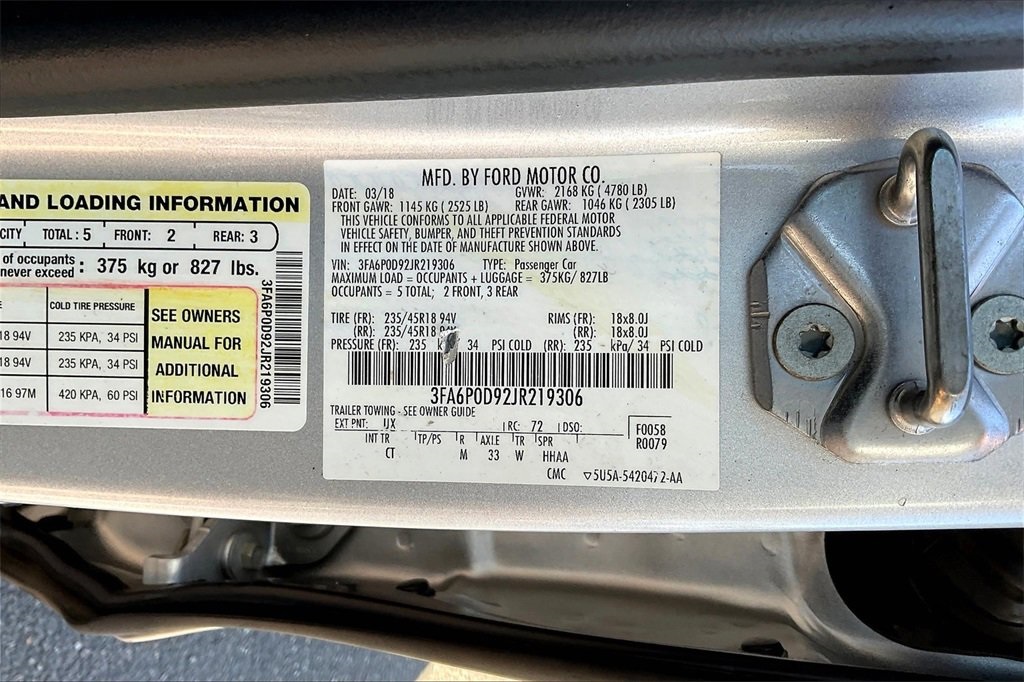 AND LOADING INFORMATION
CITY TOTAL : 5 FRONT: 2 REAR: 3
of occupants
never exceed : 375 kg or 827 lbs.
COLD TIRE PRESSURE
18 94V 235 KPA, 34 PSI
18 94V 235 KPA, 34 PSI
16 97M 420 KPA, 60 PSI
SEE OWNERS
MANUAL FOR
ADDITIONAL
INFORMATION
3FA6P0D92JR219306
MFD. BY FORD MOTOR CO.
DATE: 03/18 GVWR: 2168 KG ( 4780 LB)
FRONT GAWR: 1145 KG ( 2525 LB) REAR GAWR: 1046 KG ( 2305 LB)
THIS VEHICLE CONFORMS TO ALL APPLICABLE FEDERAL MOTOR
VEHICLE SAFETY, BUMPER, AND THEFT PREVENTION STANDARDS
IN EFFECT ON THE DATE OF MANUFACTURE SHOWN ABOVE.
VIN: 3FA6P0D92JR219306 TYPE: Passenger Car
MAXIMUM LOAD = OCCUPANTS + LUGGAGE = 375KG/ 827LB
OCCUPANTS = 5 TOTAL; 2 FRONT, 3 REAR
TIRE (FR): 235/45R18 94V RIMS (FR): 18x8.0J
(RR): 235/45R18 94V (RR): 18x8.0J
PRESSURE (FR): 235 34 PSI COLD (RR): 235 kPa/ 34 PSI COLD
3FA6P0D92JR219306
TRAILER TOWING - SEE OWNER GUIDE
EXT PNT: UX RC: 72 DSO: F0058
INT TR TP/PS R AXLE TR SPR R0079
CT M 33 W HHAA
CMC ▽5U5A-5420472-AA